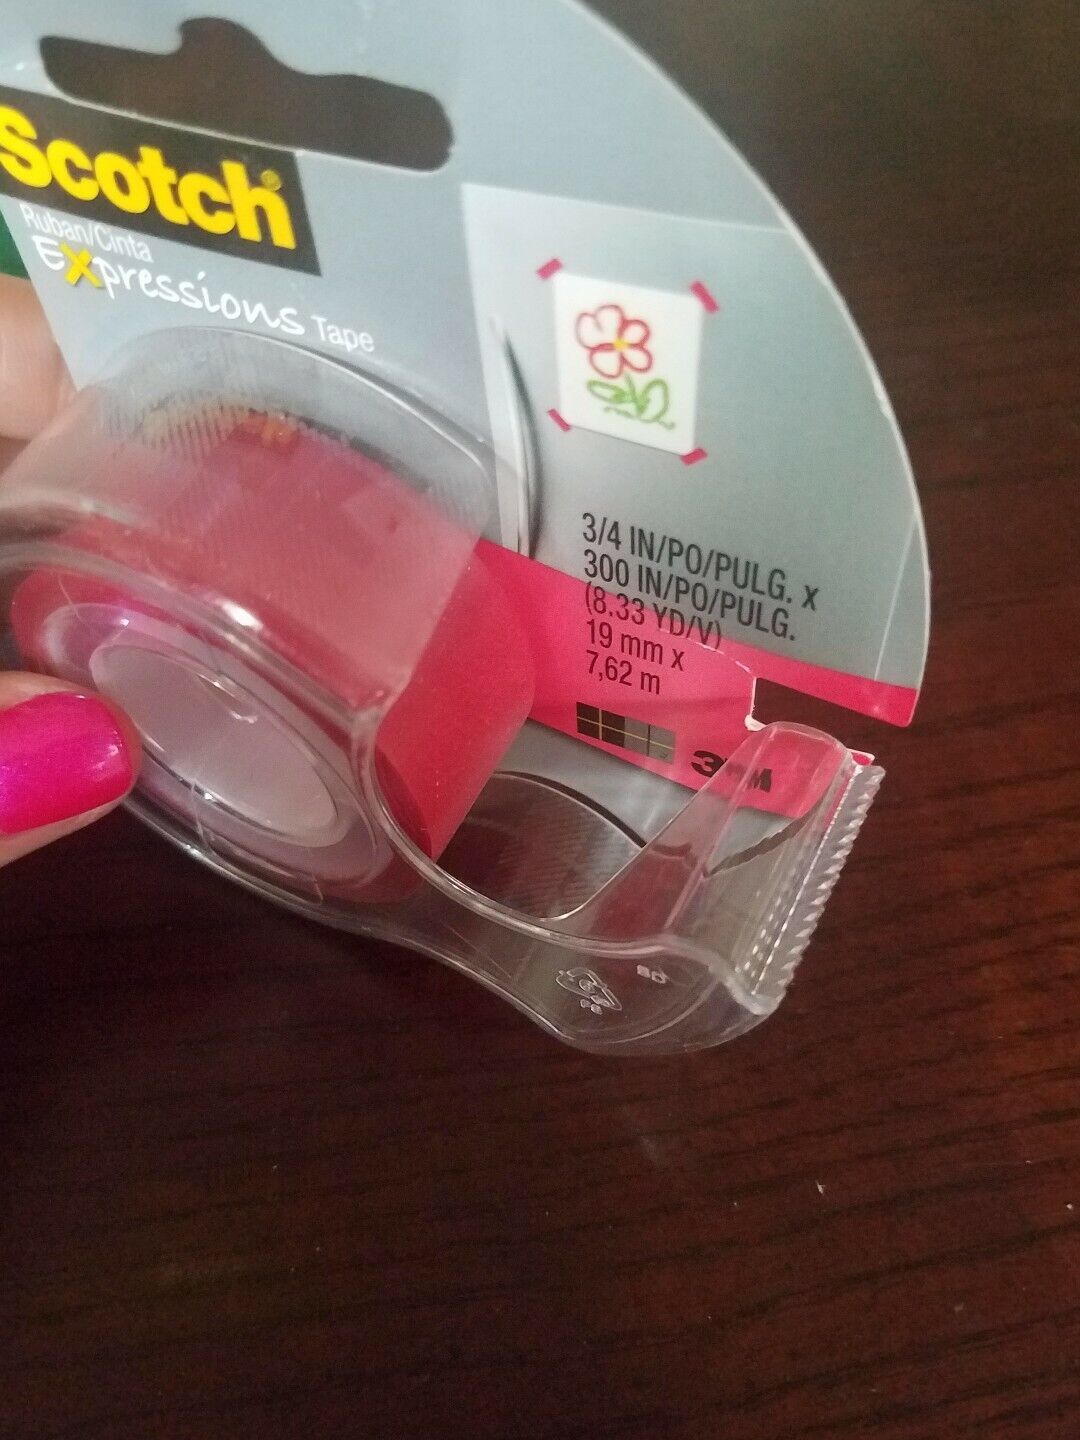 Scotch®
Ruban/Cinta
Expressions Tape
3/4 IN/PO/PULG. x
300 IN/PO/PULG.
(8.33 YD/V)
19 mm x
7,62 m
3M